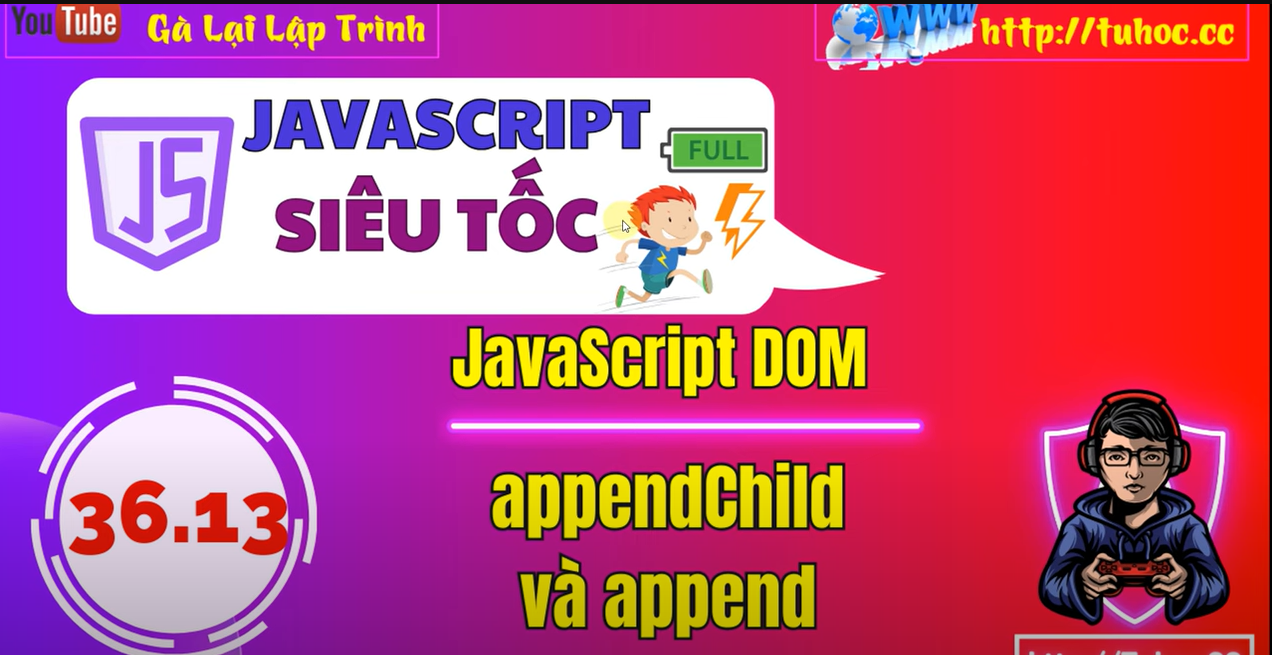 YouTube
Gà Lại Lập Trình
WWW
http://tuhoc.cc
JS
JAVASCRIPT
FULL
SIÊU TỐC
JavaScript DOM
36.13
appendChild
và append